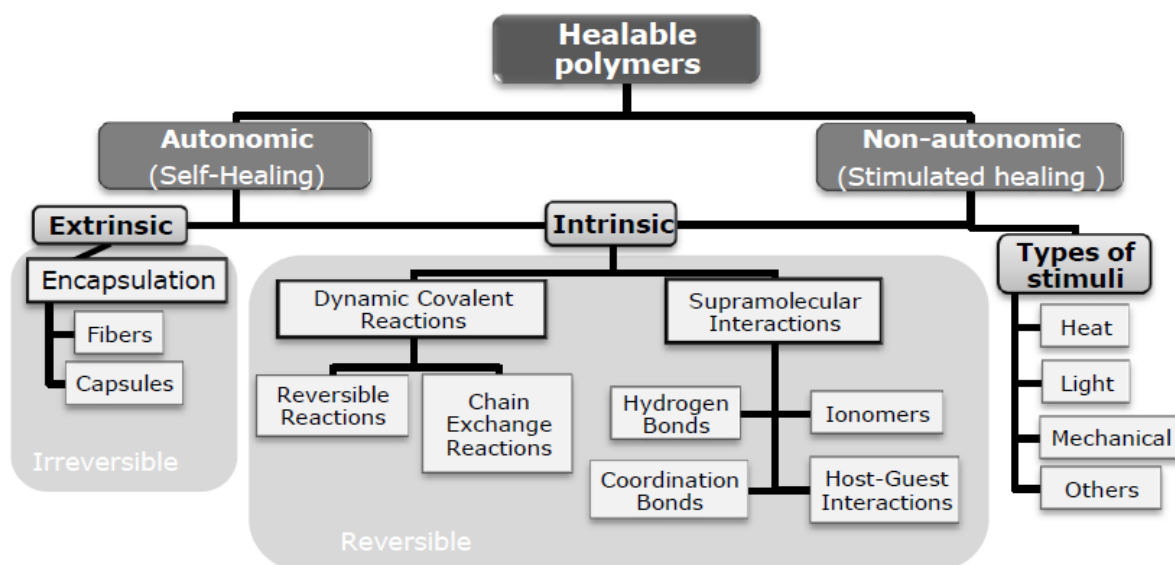 Healable
polymers
Autonomic
(Self-Healing)
Non-autonomic
(Stimulated healing )
Extrinsic
Intrinsic
Types of
stimuli
Encapsulation
Fibers
Capsules
Irreversible
Dynamic Covalent
Reactions
Supramolecular
Interactions
Reversible
Reactions
Chain
Exchange
Reactions
Hydrogen
Bonds
Ionomers
Coordination
Bonds
Host-Guest
Interactions
Reversible
Heat
Light
Mechanical
Others